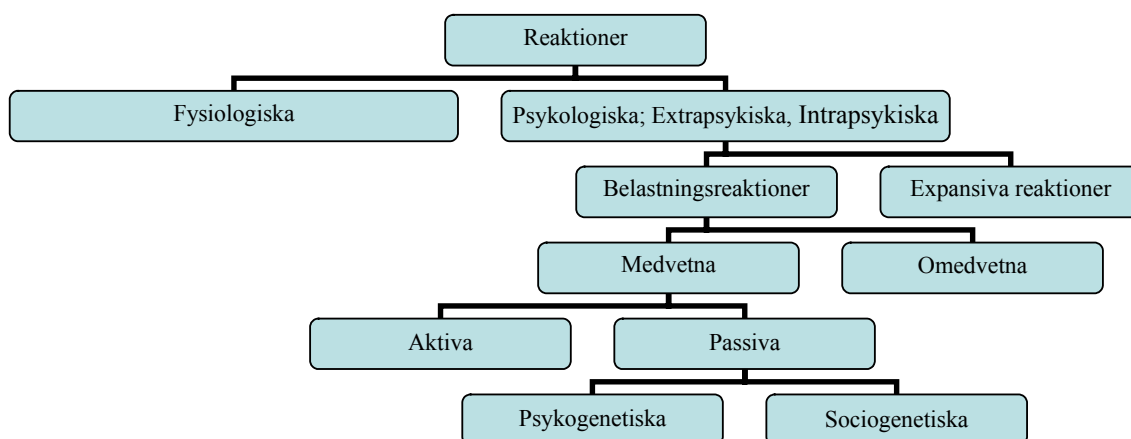 Reaktioner
Fysiologiska
Psykologiska; Extrapsykiska, Intrapsykiska
Belastningsreaktioner
Expansiva reaktioner
Medvetna
Omedvetna
Aktiva
Passiva
Psykogenetiska
Sociogenetiska